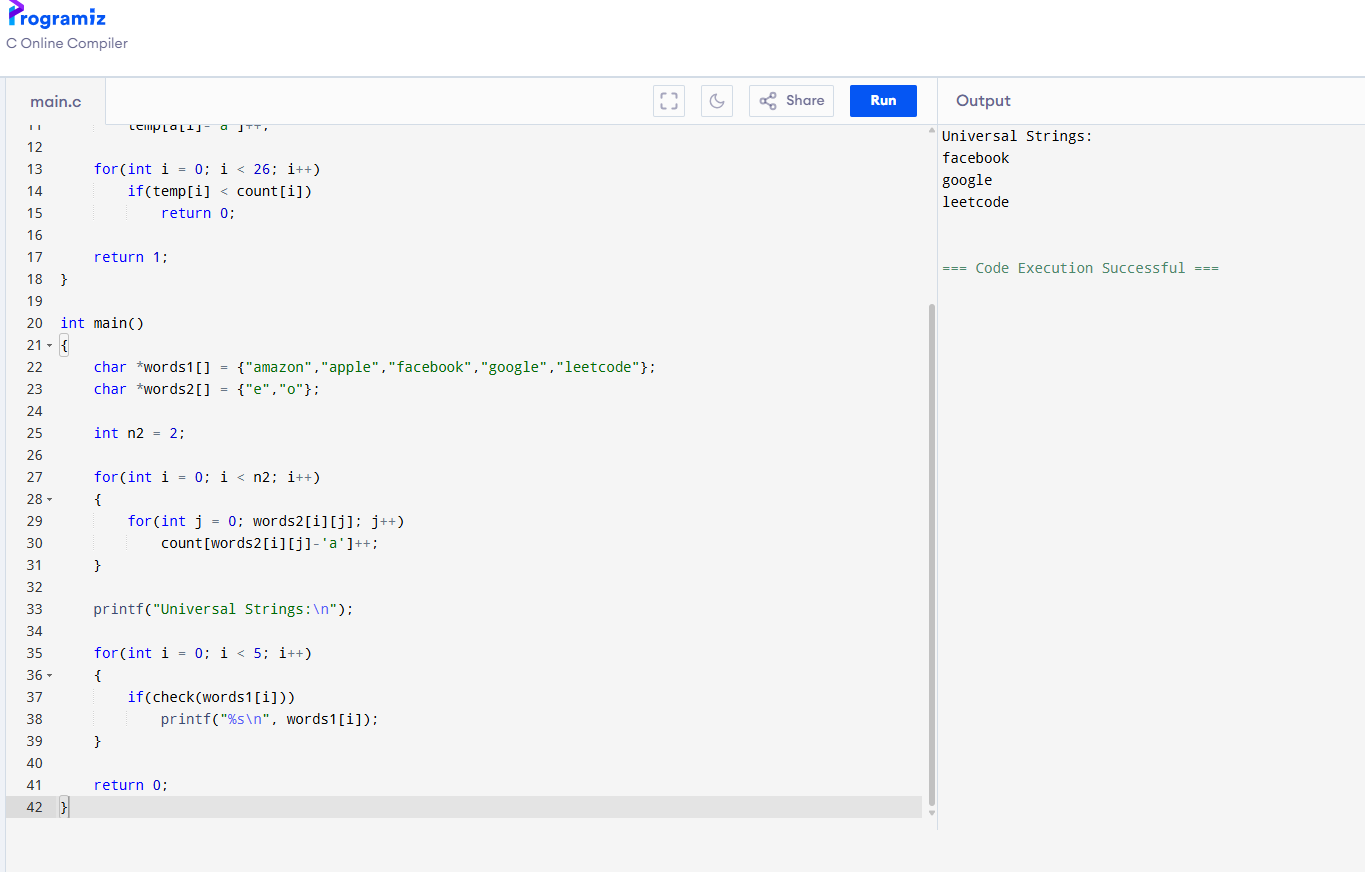 Programiz
C Online Compiler
main.c
Share
Run
Output
11 temp[a[i]-'a']++;
12
13 for(int i = 0; i < 26; i++)
14 if(temp[i] < count[i])
15 return 0;
16
17 return 1;
18 }
19
20 int main()
21 {
22 char *words1[] = {"amazon","apple","facebook","google","leetcode"};
23 char *words2[] = {"e","o"};
24
25 int n2 = 2;
26
27 for(int i = 0; i < n2; i++)
28 {
29 for(int j = 0; words2[i][j]; j++)
30 count[words2[i][j]-'a']++;
31 }
32
33 printf("Universal Strings:\n");
34
35 for(int i = 0; i < 5; i++)
36 {
37 if(check(words1[i]))
38 printf("%s\n", words1[i]);
39 }
40
41 return 0;
42 }
Universal Strings:
facebook
google
leetcode
=== Code Execution Successful ===